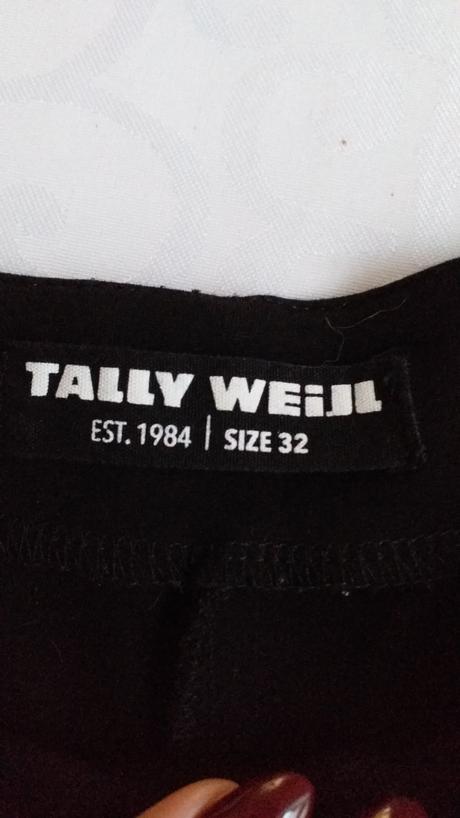 TALLY WEiJL
EST. 1984 | SIZE 32